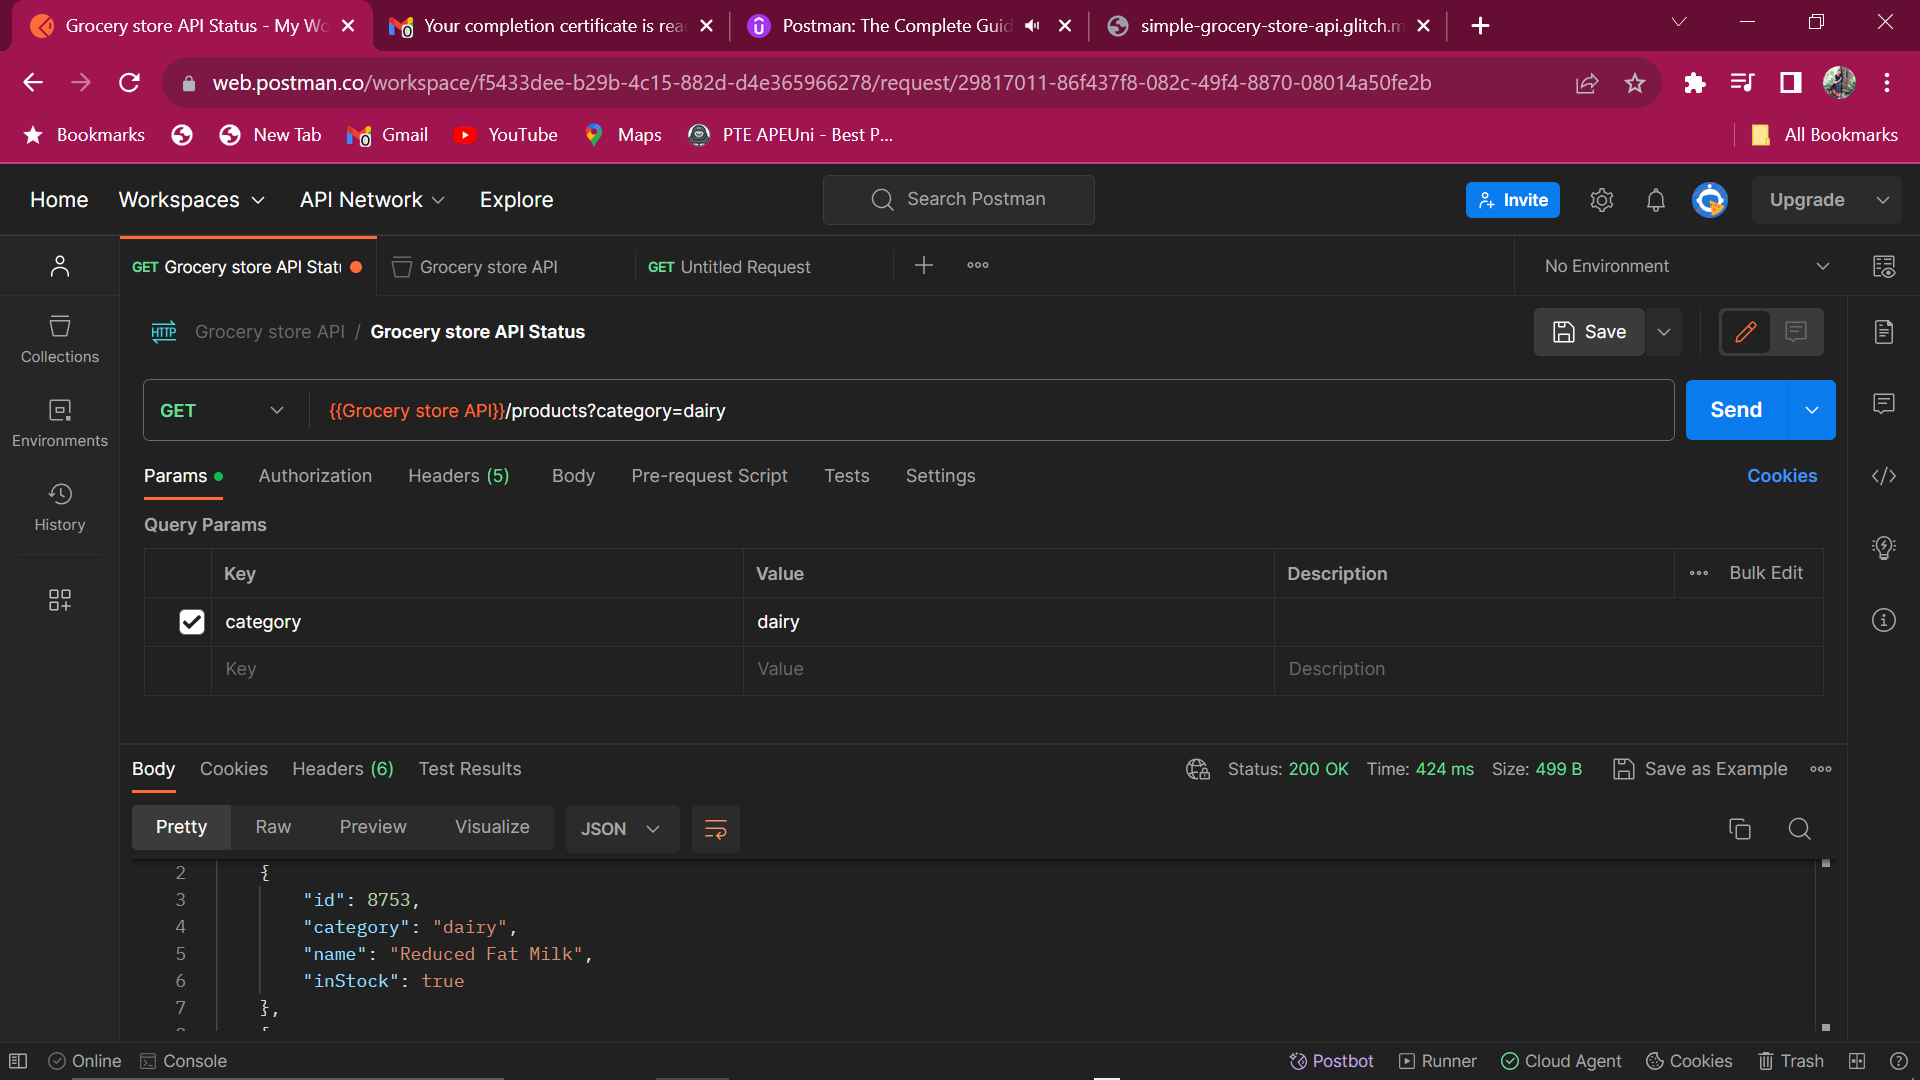 Grocery store API Status - My Wo
Your completion certificate is rea
Postman: The Complete Guid
simple-grocery-store-api.glitch.m
web.postman.co/workspace/f5433dee-b29b-4c15-882d-d4e365966278/request/29817011-86f437f8-082c-49f4-8870-08014a50fe2b
Bookmarks New Tab Gmail YouTube Maps PTE APEUni - Best P... All Bookmarks
Home Workspaces API Network Explore Search Postman Invite Upgrade
GET Grocery store API Statu Grocery store API GET Untitled Request No Environment
HTTP Grocery store API / Grocery store API Status Save
Collections
GET {{Grocery store API}}/products?category=dairy Send
Environments
Params Authorization Headers (5) Body Pre-request Script Tests Settings Cookies
History
Query Params
Key Value Description Bulk Edit
category dairy
Key Value Description
Body Cookies Headers (6) Test Results Status: 200 OK Time: 424 ms Size: 499 B Save as Example
Pretty Raw Preview Visualize JSON
2 {
3 "id": 8753,
4 "category": "dairy",
5 "name": "Reduced Fat Milk",
6 "inStock": true
7 },
Online Console Postbot Runner Cloud Agent Cookies Trash